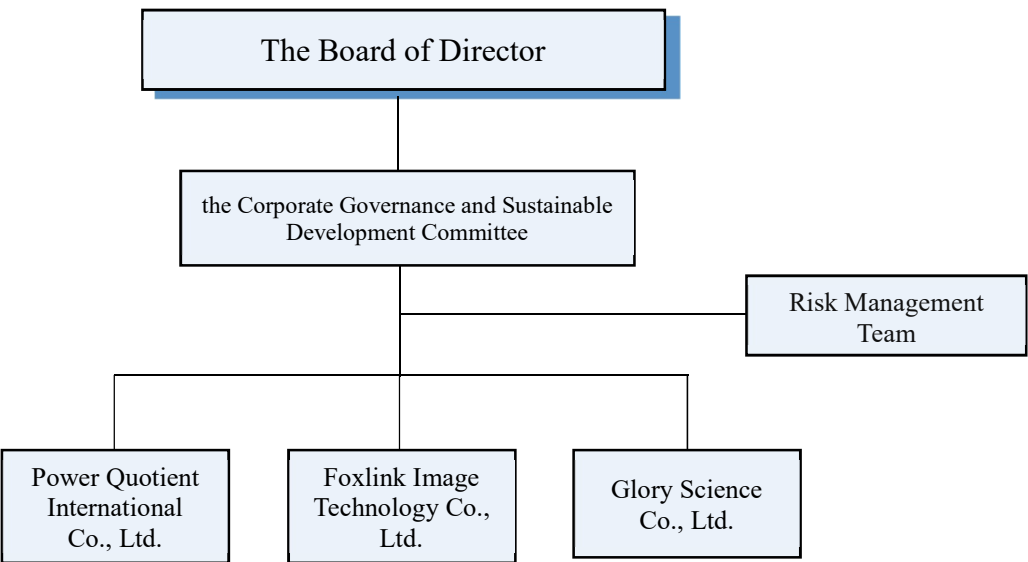 The Board of Director
the Corporate Governance and Sustainable
Development Committee
Risk Management
Team
Power Quotient
International
Co., Ltd.
Foxlink Image
Technology Co.,
Ltd.
Glory Science
Co., Ltd.